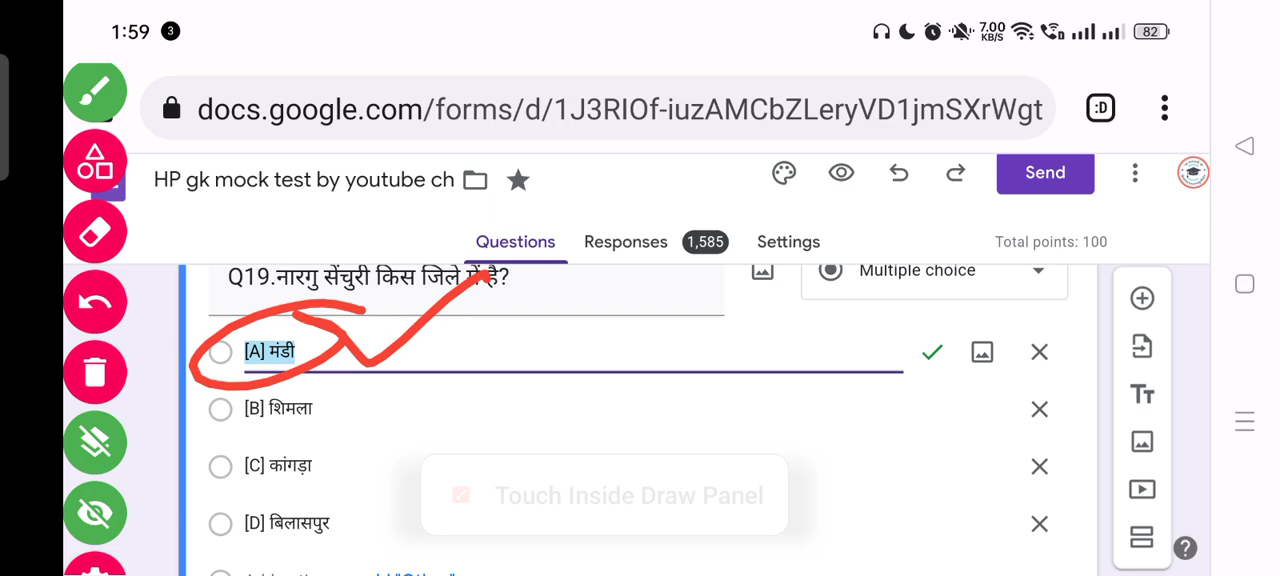 1:59 3 7.00 KB/S 82
docs.google.com/forms/d/1J3RIOf-iuzAMCbZLeryVD1jmSXrWgt :D
HP gk mock test by youtube ch Send
Questions Responses 1,585 Settings Total points: 100
Q19.नारगु सेंचुरी किस जिले में है? Multiple choice
[A] मंडी
[B] शिमला
[C] कांगड़ा
Touch Inside Draw Panel
[D] बिलासपुर